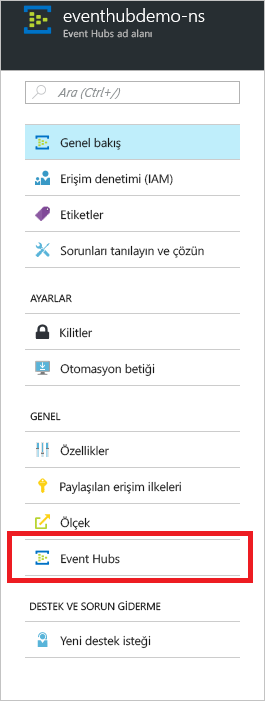 eventhubdemo-ns
Event Hubs ad alanı
Ara (Ctrl+/)
Genel bakış
Erişim denetimi (IAM)
Etiketler
Sorunları tanılayın ve çözün
AYARLAR
Kilitler
Otomasyon betiği
GENEL
Özellikler
Paylaşılan erişim ilkeleri
Ölçek
Event Hubs
DESTEK VE SORUN GİDERME
Yeni destek isteği